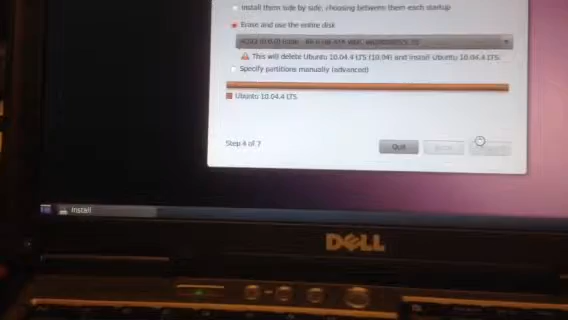 Install them side by side, choosing between them each startup
Erase and use the entire disk
This will delete Ubuntu 10.04.4 LTS (10.04) and install Ubuntu 10.04.4 LTS.
Specify partitions manually (advanced)
Ubuntu 10.04.4 LTS
Step 4 of 7
Quit
Install
DELL